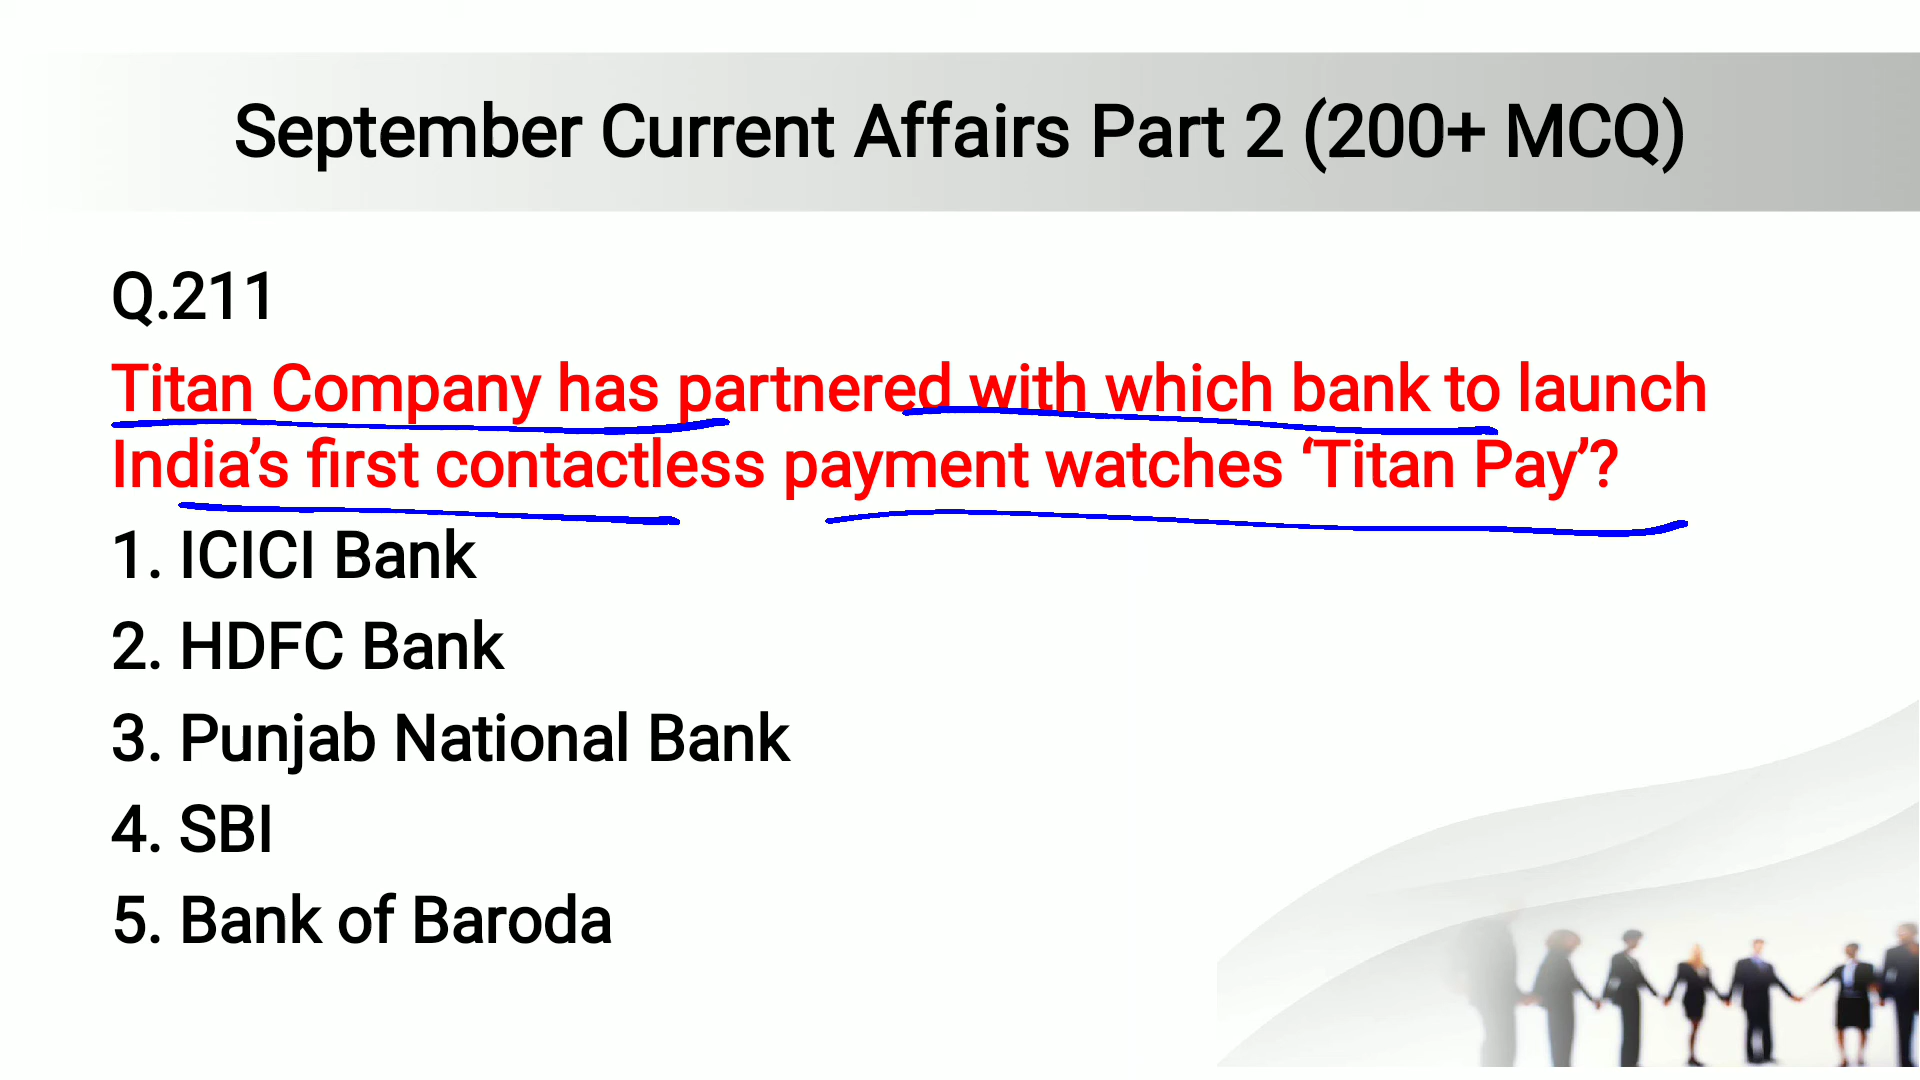 September Current Affairs Part 2 (200+ MCQ)
Q.211
Titan Company has partnered with which bank to launch
India’s first contactless payment watches ‘Titan Pay’?
1. ICICI Bank
2. HDFC Bank
3. Punjab National Bank
4. SBI
5. Bank of Baroda